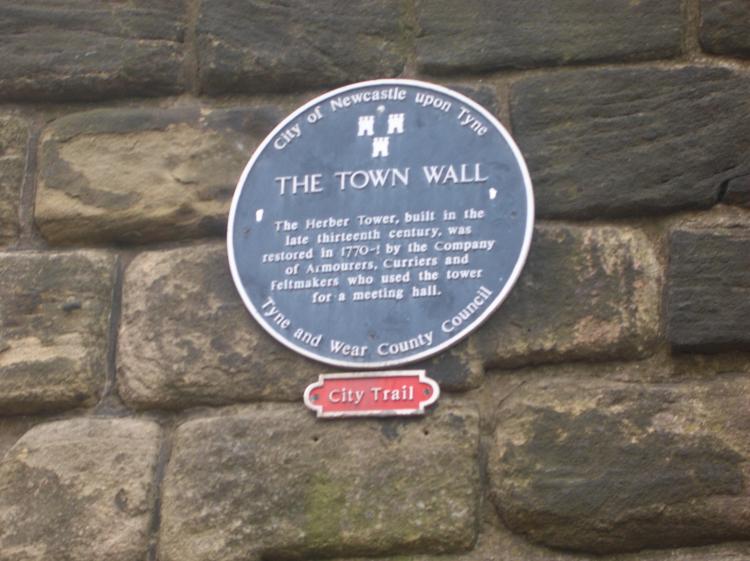 City of Newcastle upon Tyne
THE TOWN WALL
The Herber Tower, built in the
late thirteenth century, was
restored in 1770-1 by the Company
of Armourers, Curriers and
Feltmakers who used the tower
for a meeting hall.
Tyne and Wear County Council
City Trail